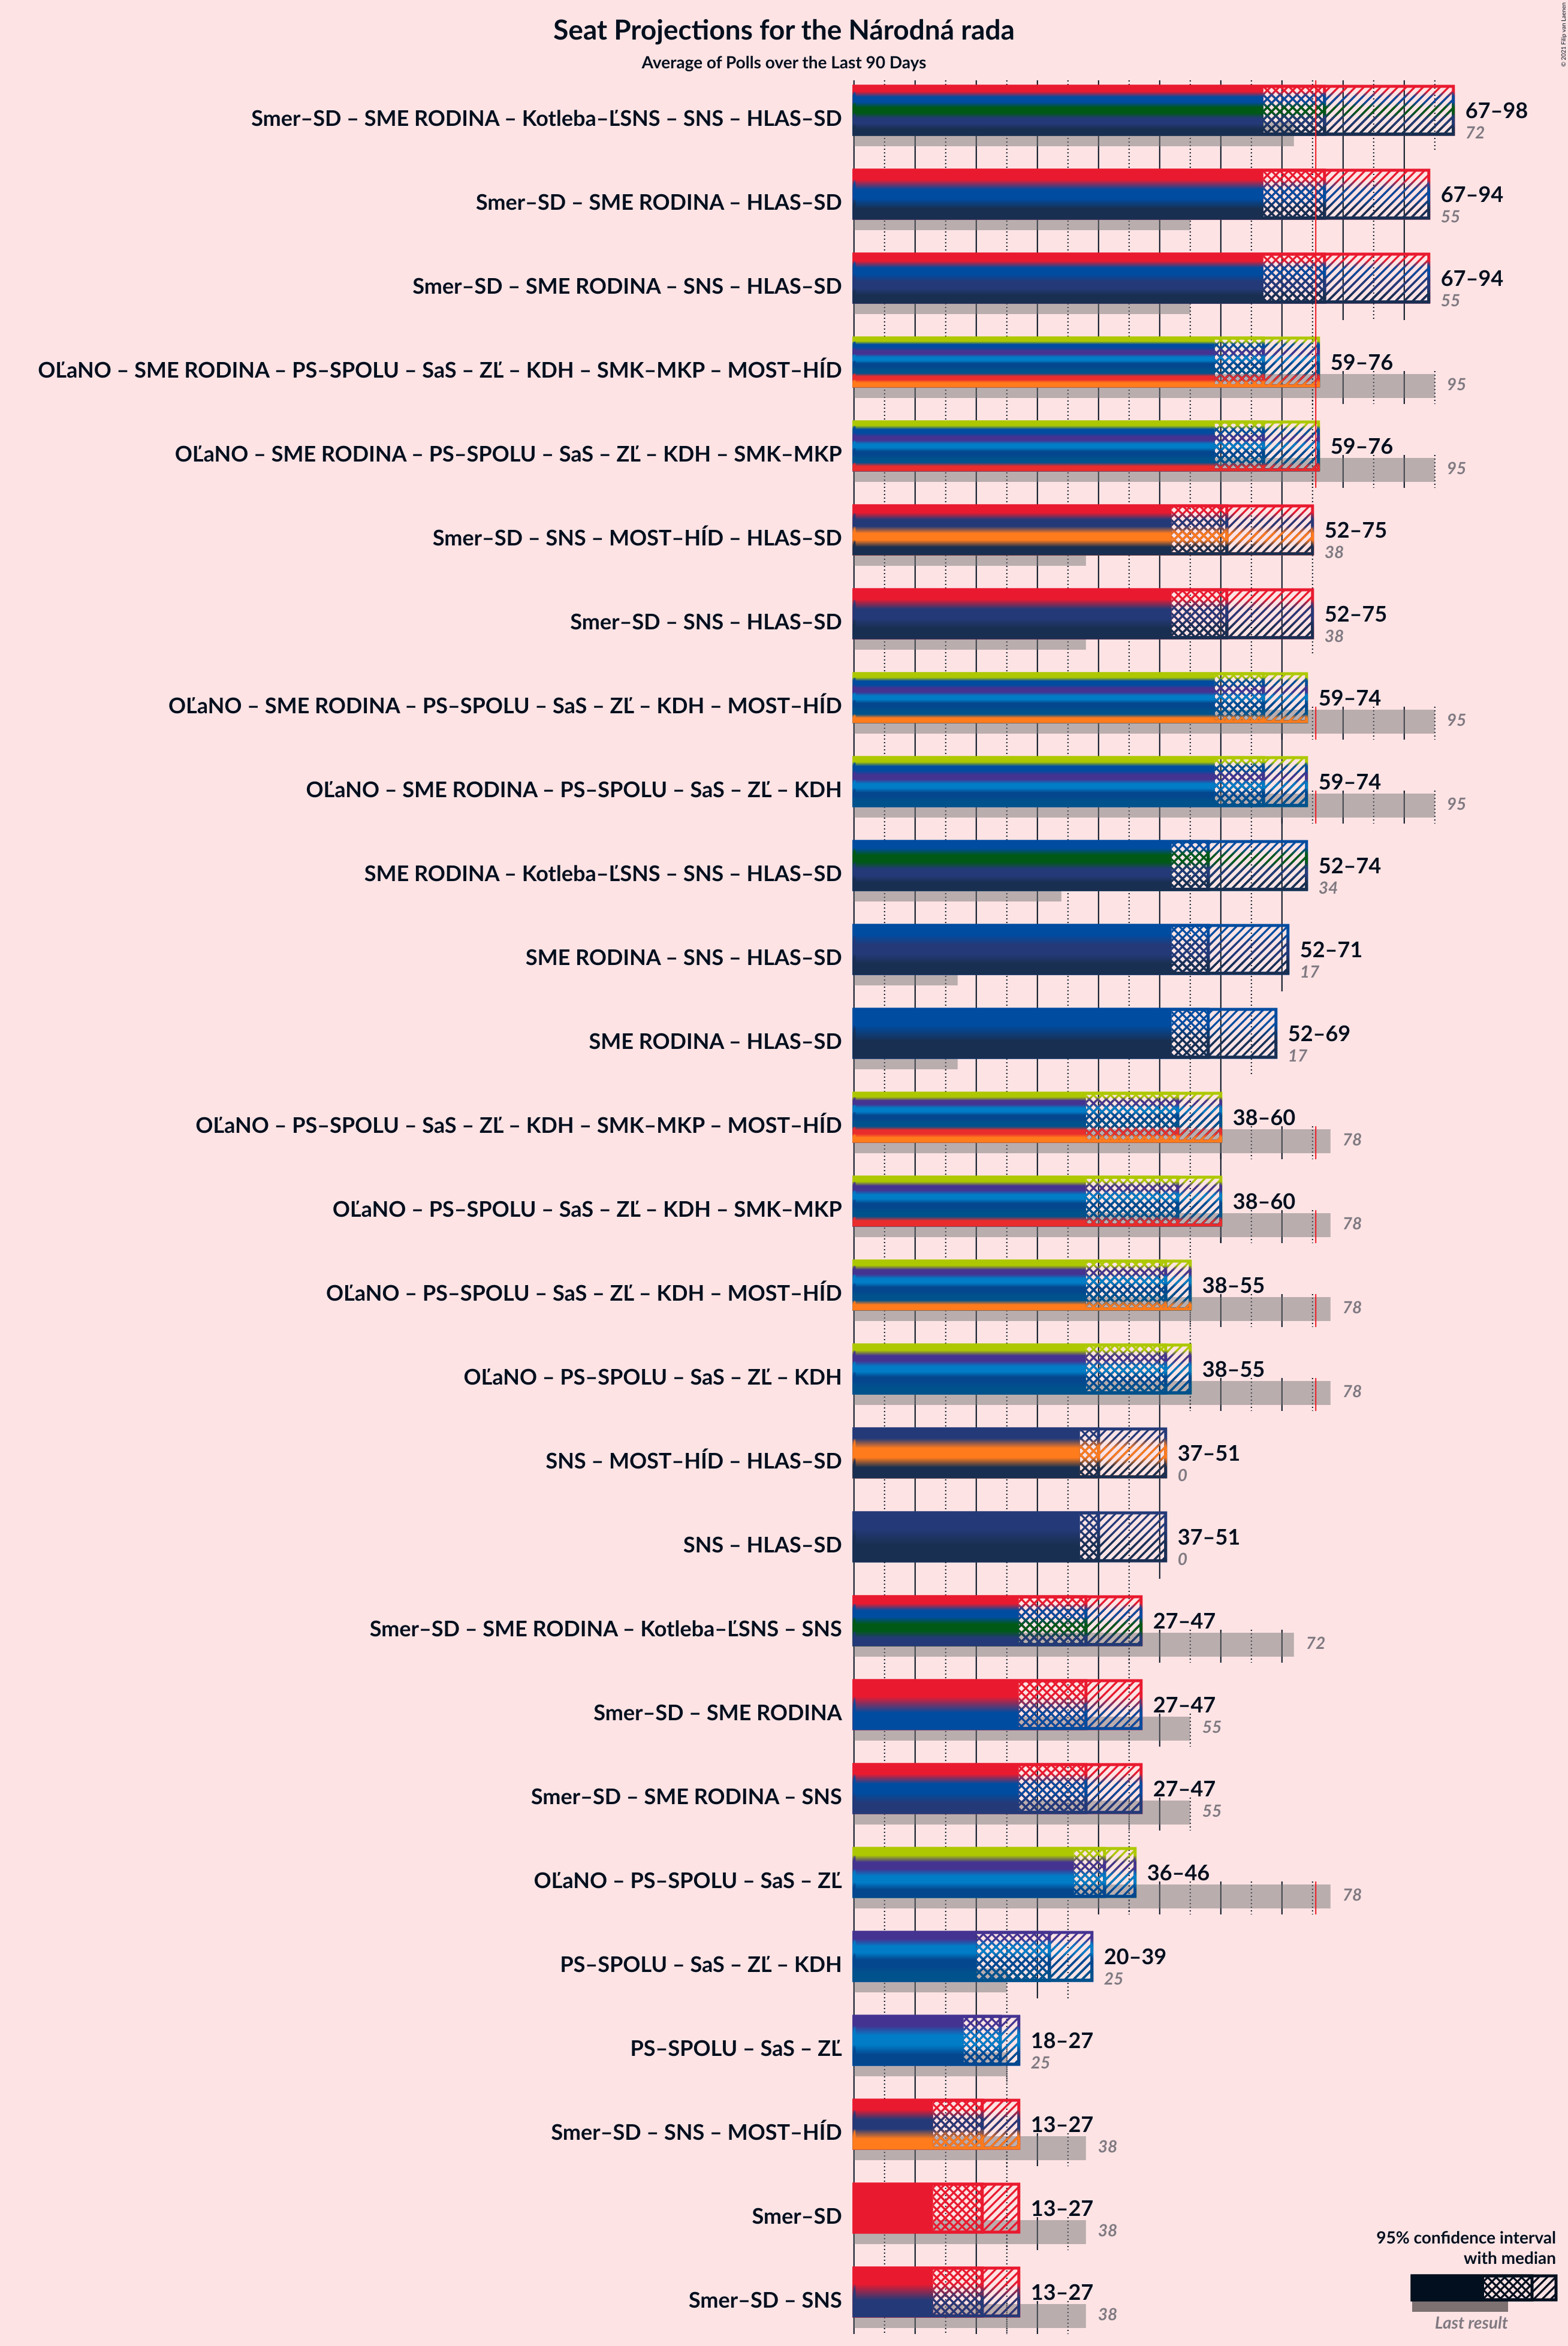 Seat Projections for the Národná rada
Average of Polls over the Last 90 Days
© 2021 Filip van Laenen
Smer–SD – SME RODINA – Kotleba–ĽSNS – SNS – HLAS–SD
67–98
72
Smer–SD – SME RODINA – HLAS–SD
67–94
55
Smer–SD – SME RODINA – SNS – HLAS–SD
67–94
55
OĽaNO – SME RODINA – PS–SPOLU – SaS – ZĽ – KDH – SMK–MKP – MOST–HÍD
59–76
95
OĽaNO – SME RODINA – PS–SPOLU – SaS – ZĽ – KDH – SMK–MKP
59–76
95
Smer–SD – SNS – MOST–HÍD – HLAS–SD
52–75
38
Smer–SD – SNS – HLAS–SD
52–75
38
OĽaNO – SME RODINA – PS–SPOLU – SaS – ZĽ – KDH – MOST–HÍD
59–74
95
OĽaNO – SME RODINA – PS–SPOLU – SaS – ZĽ – KDH
59–74
95
SME RODINA – Kotleba–ĽSNS – SNS – HLAS–SD
52–74
34
SME RODINA – SNS – HLAS–SD
52–71
17
SME RODINA – HLAS–SD
52–69
17
OĽaNO – PS–SPOLU – SaS – ZĽ – KDH – SMK–MKP – MOST–HÍD
38–60
78
OĽaNO – PS–SPOLU – SaS – ZĽ – KDH – SMK–MKP
38–60
78
OĽaNO – PS–SPOLU – SaS – ZĽ – KDH – MOST–HÍD
38–55
78
OĽaNO – PS–SPOLU – SaS – ZĽ – KDH
38–55
78
SNS – MOST–HÍD – HLAS–SD
37–51
0
SNS – HLAS–SD
37–51
0
Smer–SD – SME RODINA – Kotleba–ĽSNS – SNS
27–47
72
Smer–SD – SME RODINA
27–47
55
Smer–SD – SME RODINA – SNS
27–47
55
OĽaNO – PS–SPOLU – SaS – ZĽ
36–46
78
PS–SPOLU – SaS – ZĽ – KDH
20–39
25
PS–SPOLU – SaS – ZĽ
18–27
25
Smer–SD – SNS – MOST–HÍD
13–27
38
Smer–SD
13–27
38
Smer–SD – SNS
13–27
38
95% confidence interval
with median
Last result